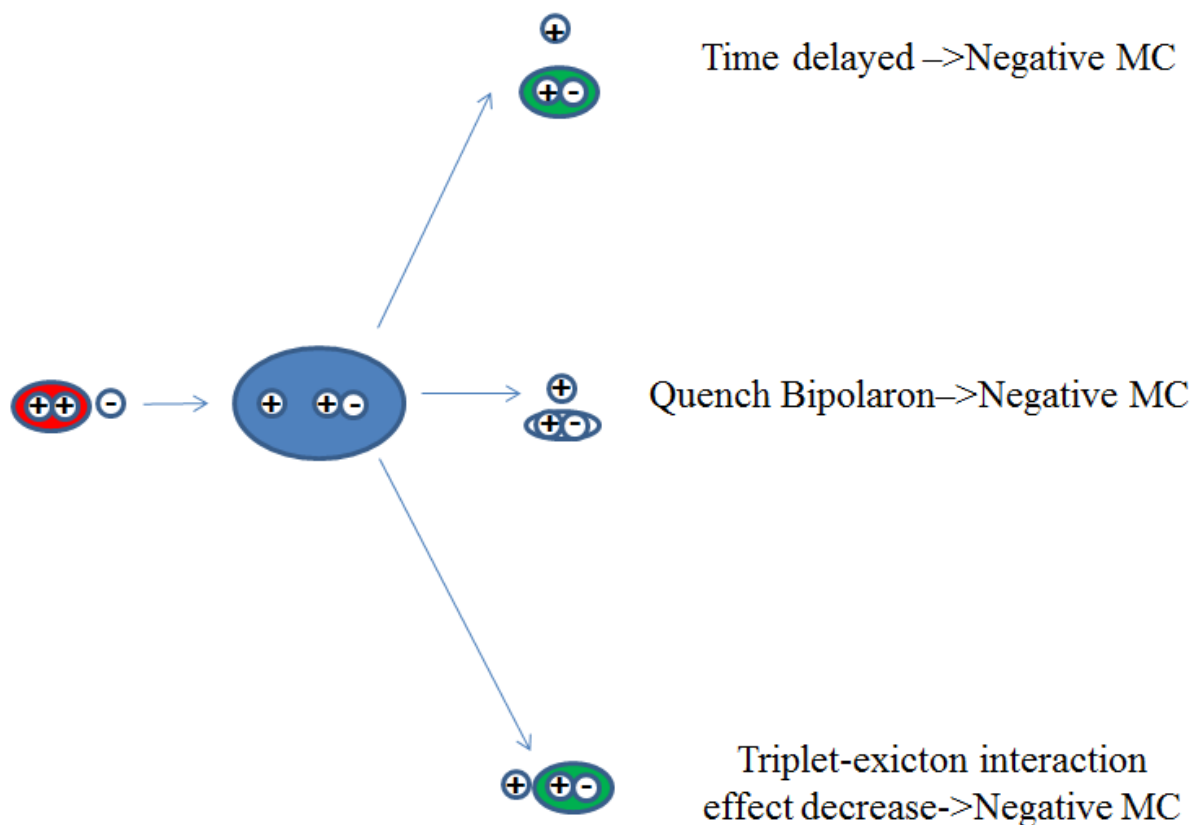 +
+ -
Time delayed –>Negative MC
+ + -
+ + -
+
+ -
Quench Bipolaron–>Negative MC
+ + -
Triplet-exicton interaction
effect decrease->Negative MC